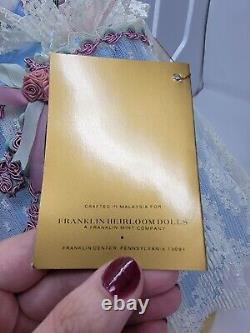 CRAFTED IN MALAYSIA FOR
FRANKLIN HEIRLOOM DOLLS
A FRANKLIN MINT COMPANY
FRANKLIN CENTER, PENNSYLVANIA 19091